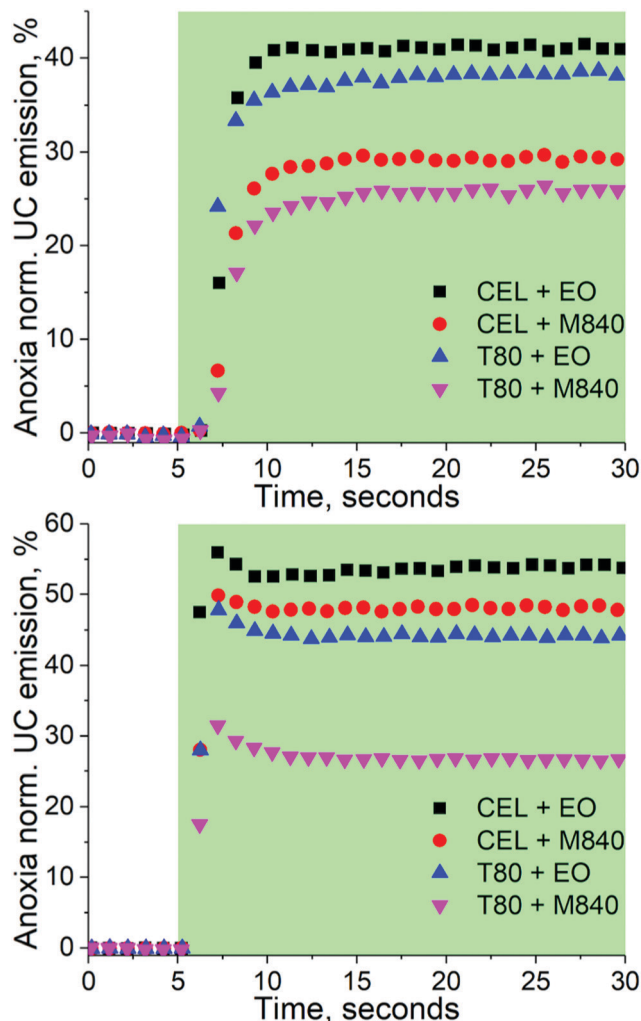 Anoxia norm. UC emission, %
40
30
20
10
0
CEL + EO
CEL + M840
T80 + EO
T80 + M840
0 5 10 15 20 25 30
Time, seconds
Anoxia norm. UC emission, %
60
50
40
30
20
10
0
CEL + EO
CEL + M840
T80 + EO
T80 + M840
0 5 10 15 20 25 30
Time, seconds